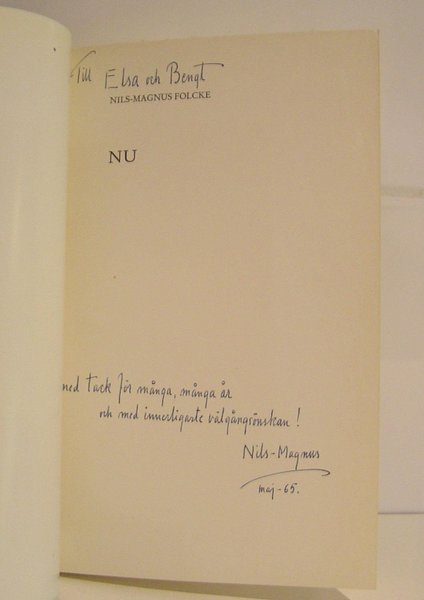 Till Elsa och Bengt
NILS-MAGNUS FOLCKE
NU
med tack för många, många år
och med innerligaste välgångsönskan!
Nils-Magnus
maj -65.